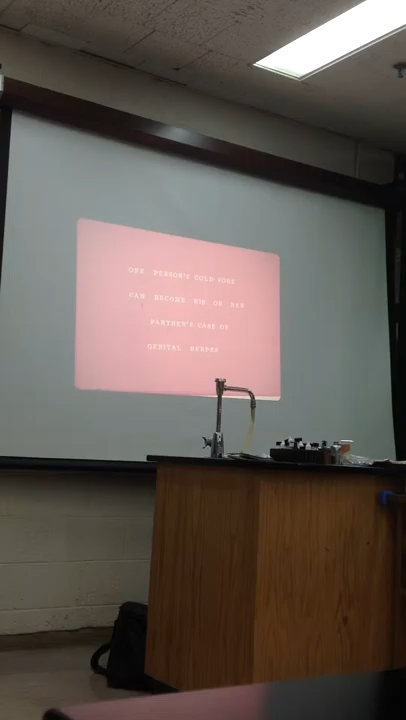 ONE PERSON'S COLD SORE
CAN BECOME HIS OR HER
PARTNER'S CASE OF
GENITAL HERPES